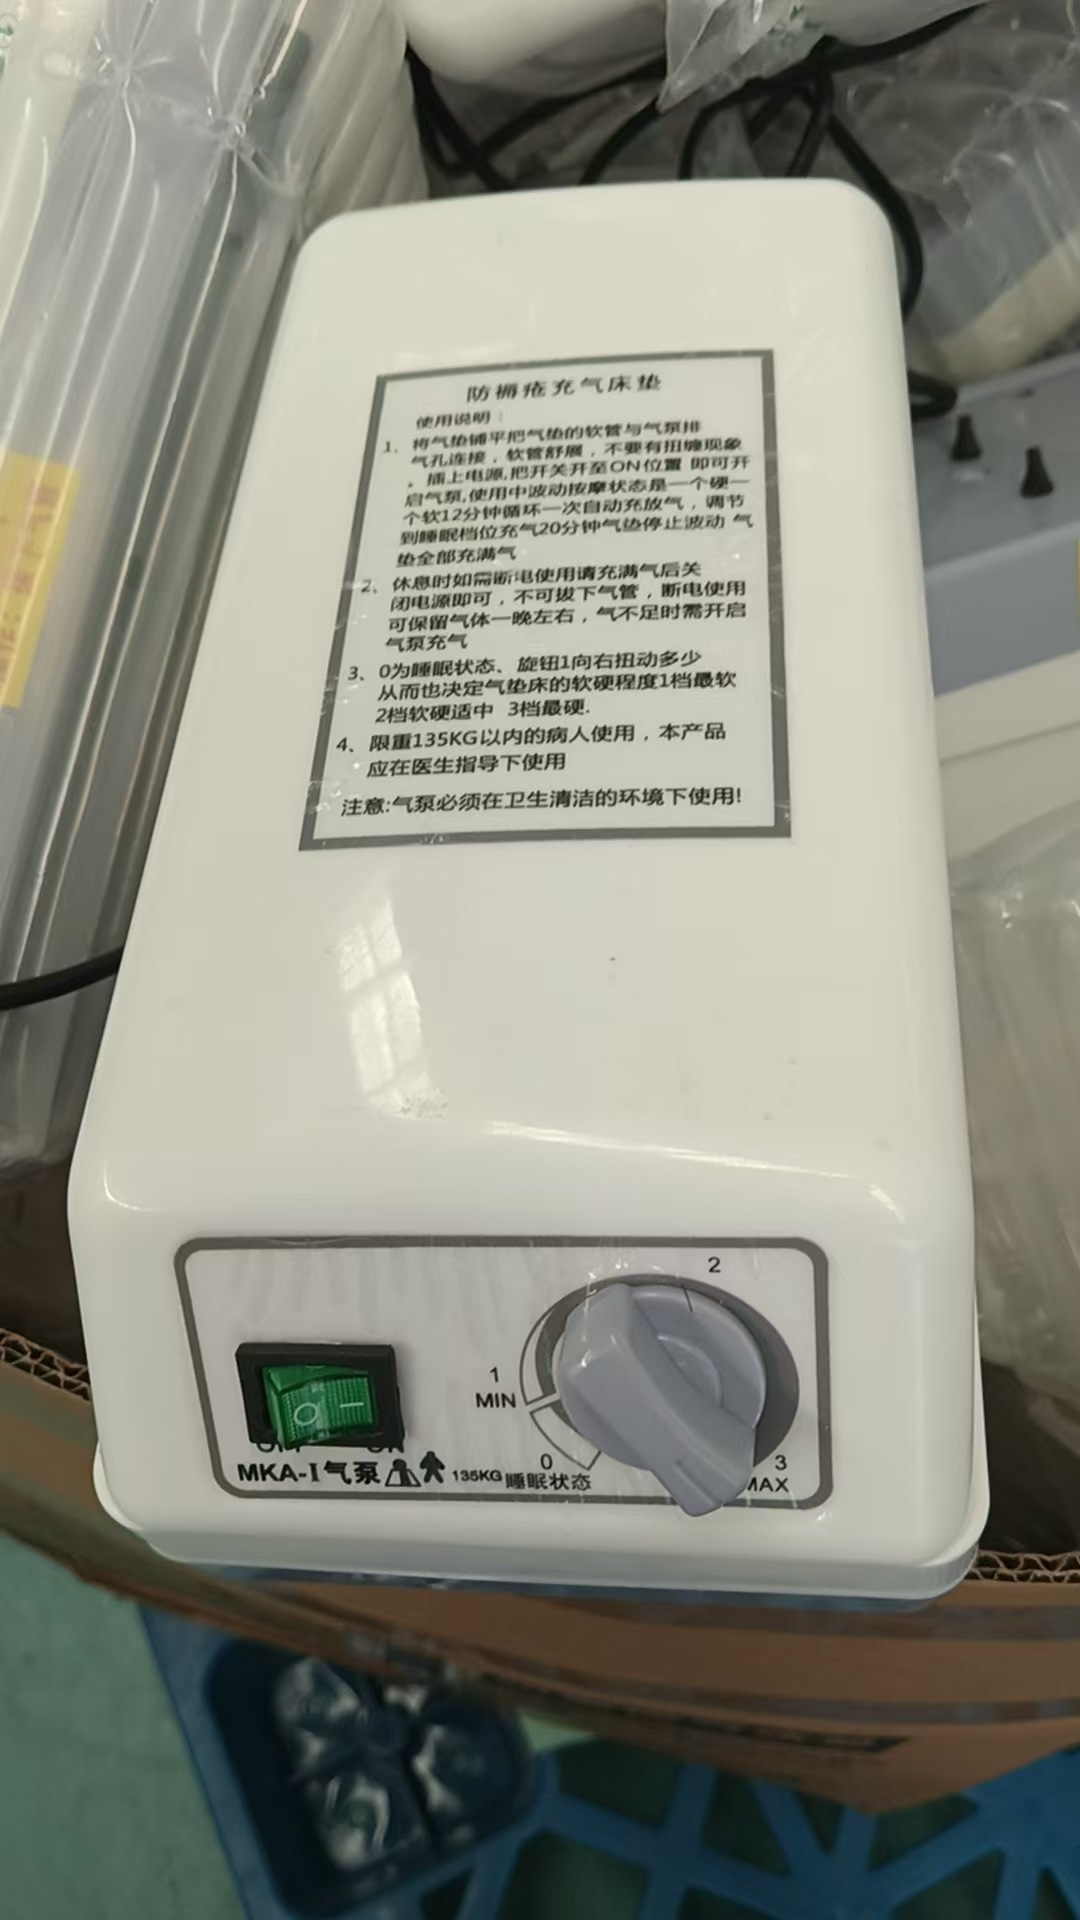 防褥疮充气床垫
使用说明：
1、将气垫铺平把气垫的软管与气泵排
气孔连接，软管舒展，不要有扭缠现象
。插上电源,把开关开至ON位置 即可开
启气泵,使用中波动按摩状态是一个硬一
个软12分钟循环一次自动充放气，调节
到睡眠档位充气20分钟气垫停止波动 气
垫全部充满气
2、休息时如需断电使用请充满气后关
闭电源即可，不可拔下气管，断电使用
可保留气体一晚左右，气不足时需开启
气泵充气
3、0为睡眠状态、旋钮1向右扭动多少
从而也决定气垫床的软硬程度1档最软
2档软硬适中 3档最硬.
4、限重135KG以内的病人使用，本产品
应在医生指导下使用
注意:气泵必须在卫生清洁的环境下使用!
2
1
MIN
0
3
MAX
OFF ON
MKA-I气泵 135KG 睡眠状态